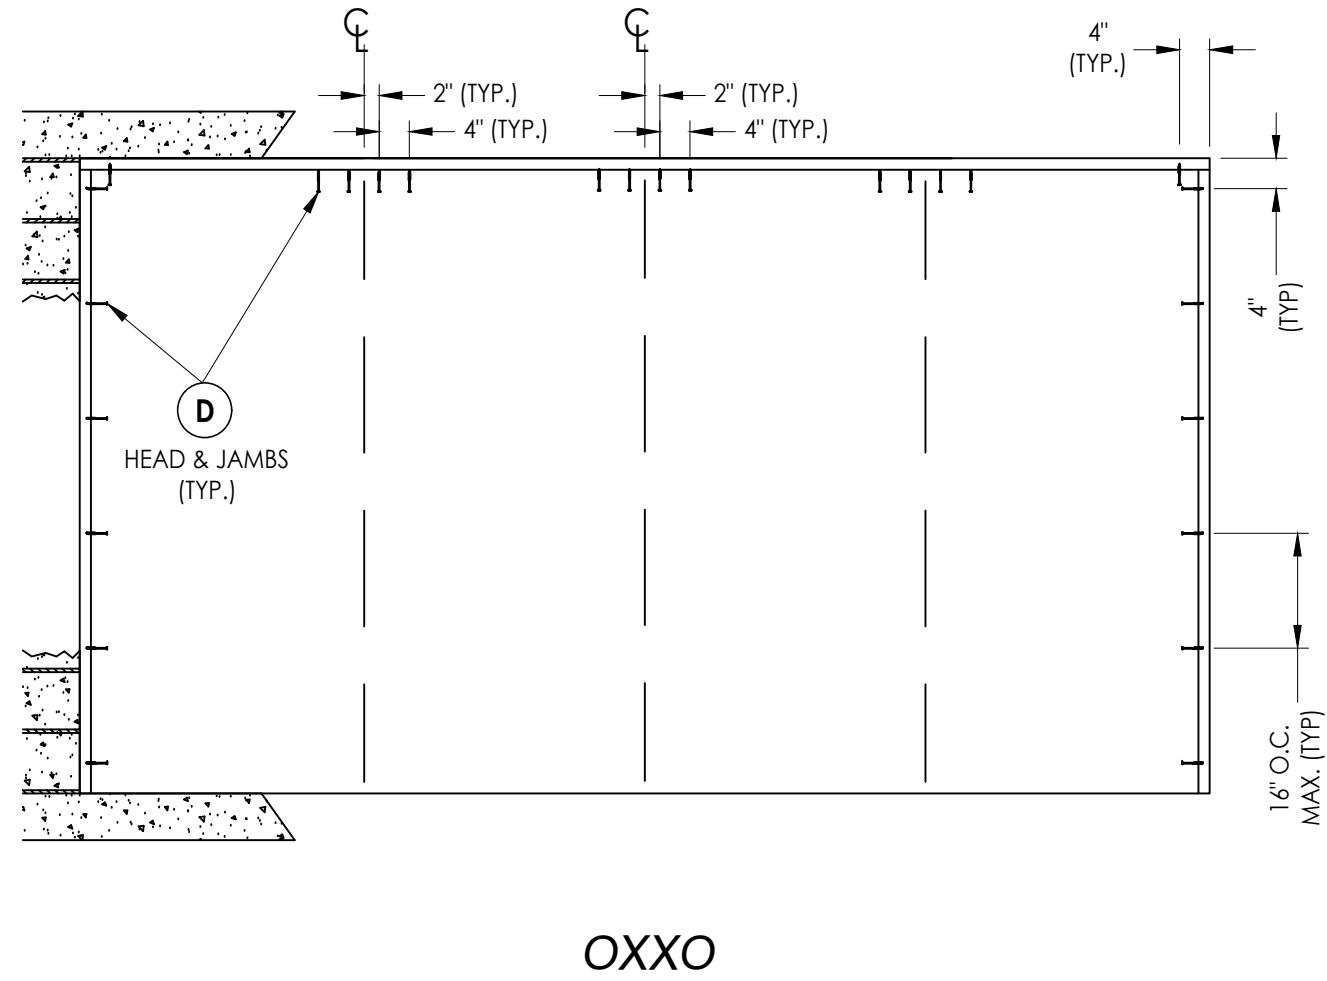 ℄
℄
4"
(TYP.)
2" (TYP.)
2" (TYP.)
4" (TYP.)
4" (TYP.)
4"
(TYP)
D
HEAD & JAMBS
(TYP.)
16" O.C.
MAX. (TYP)
OXXO